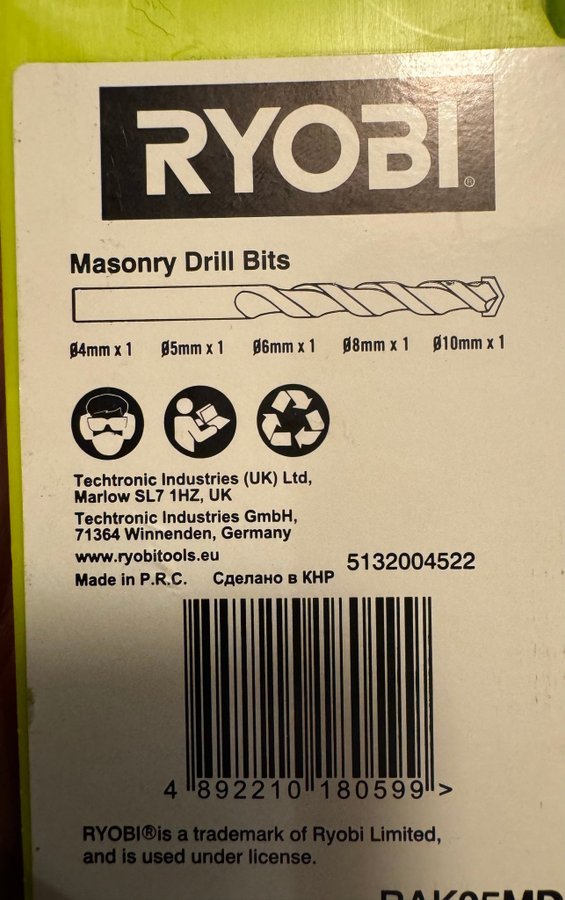 RYOBI®
Masonry Drill Bits
Ø4mm x 1 Ø5mm x 1 Ø6mm x 1 Ø8mm x 1 Ø10mm x 1
Techtronic Industries (UK) Ltd,
Marlow SL7 1HZ, UK
Techtronic Industries GmbH,
71364 Winnenden, Germany
www.ryobitools.eu
5132004522
Made in P.R.C. Сделано в КНР
4 892210 180599 >
RYOBI®is a trademark of Ryobi Limited,
and is used under license.